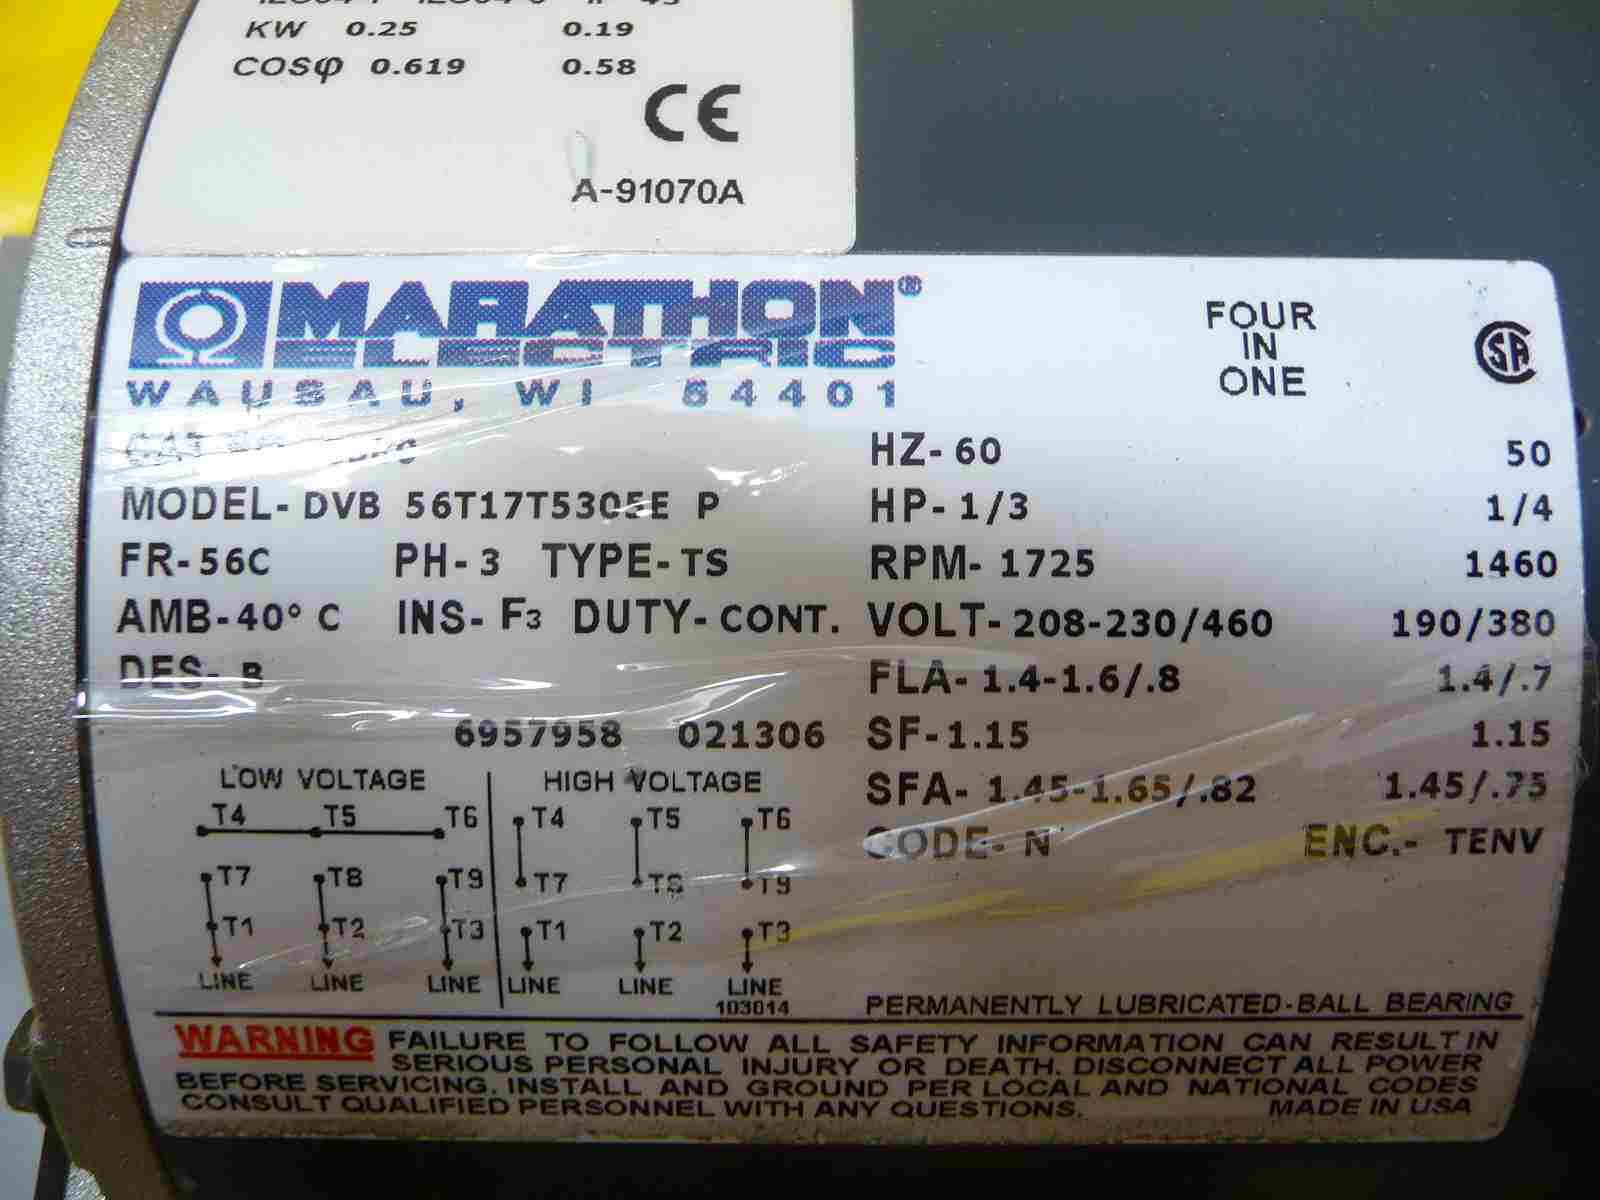 KW 0.25 0.19
COSφ 0.619 0.58
CE
A-91070A
MARATHON®
ELECTRIC
WAUSAU, WI 54401
FOUR
IN
ONE
SA
HZ-60 50
MODEL-DVB 56T17T5305E P HP-1/3 1/4
FR-56C PH-3 TYPE-TS RPM-1725 1460
AMB-40° C INS-F3 DUTY-CONT. VOLT-208-230/460 190/380
DES-B FLA-1.4-1.6/.8 1.4/.7
6957958 021306 SF-1.15 1.15
LOW VOLTAGE HIGH VOLTAGE SFA-1.45-1.65/.82 1.45/.75
T4 T5 T6 T4 T5 T6
CODE-N ENC.-TENV
T7 T8 T9 T7 T8 T9
T1 T2 T3 T1 T2 T3
LINE LINE LINE LINE LINE LINE
103014 PERMANENTLY LUBRICATED-BALL BEARING
WARNING FAILURE TO FOLLOW ALL SAFETY INFORMATION CAN RESULT IN
SERIOUS PERSONAL INJURY OR DEATH. DISCONNECT ALL POWER
BEFORE SERVICING. INSTALL AND GROUND PER LOCAL AND NATIONAL CODES
CONSULT QUALIFIED PERSONNEL WITH ANY QUESTIONS. MADE IN USA